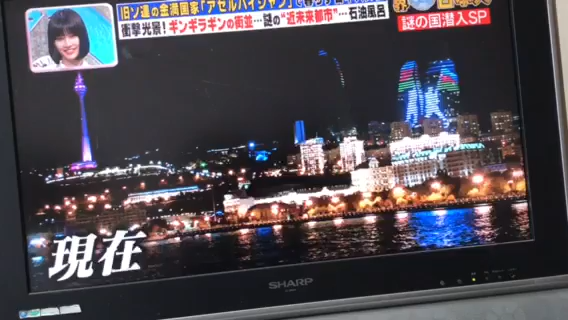 旧ソ連の金満国家「アゼルバイジャン」で
衝撃光景!ギンギラギンの街並…謎の"近未来都市"…石油風呂
謎の国潜入SP
現在
SHARP